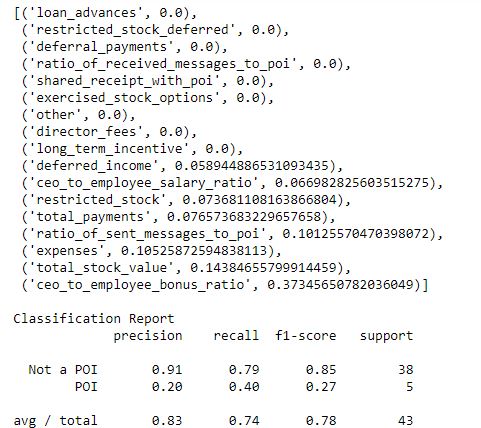 [('loan_advances', 0.0),
('restricted_stock_deferred', 0.0),
('deferral_payments', 0.0),
('ratio_of_received_messages_to_poi', 0.0),
('shared_receipt_with_poi', 0.0),
('exercised_stock_options', 0.0),
('other', 0.0),
('director_fees', 0.0),
('long_term_incentive', 0.0),
('deferred_income', 0.058944886531093435),
('ceo_to_employee_salary_ratio', 0.066982825603515275),
('restricted_stock', 0.073681108163866804),
('total_payments', 0.076573683229657658),
('ratio_of_sent_messages_to_poi', 0.10125570470398072),
('expenses', 0.10525872594838113),
('total_stock_value', 0.14384655799914459),
('ceo_to_employee_bonus_ratio', 0.37345650782036049)]
Classification Report
precision recall f1-score support
Not a POI 0.91 0.79 0.85 38
POI 0.20 0.40 0.27 5
avg / total 0.83 0.74 0.78 43